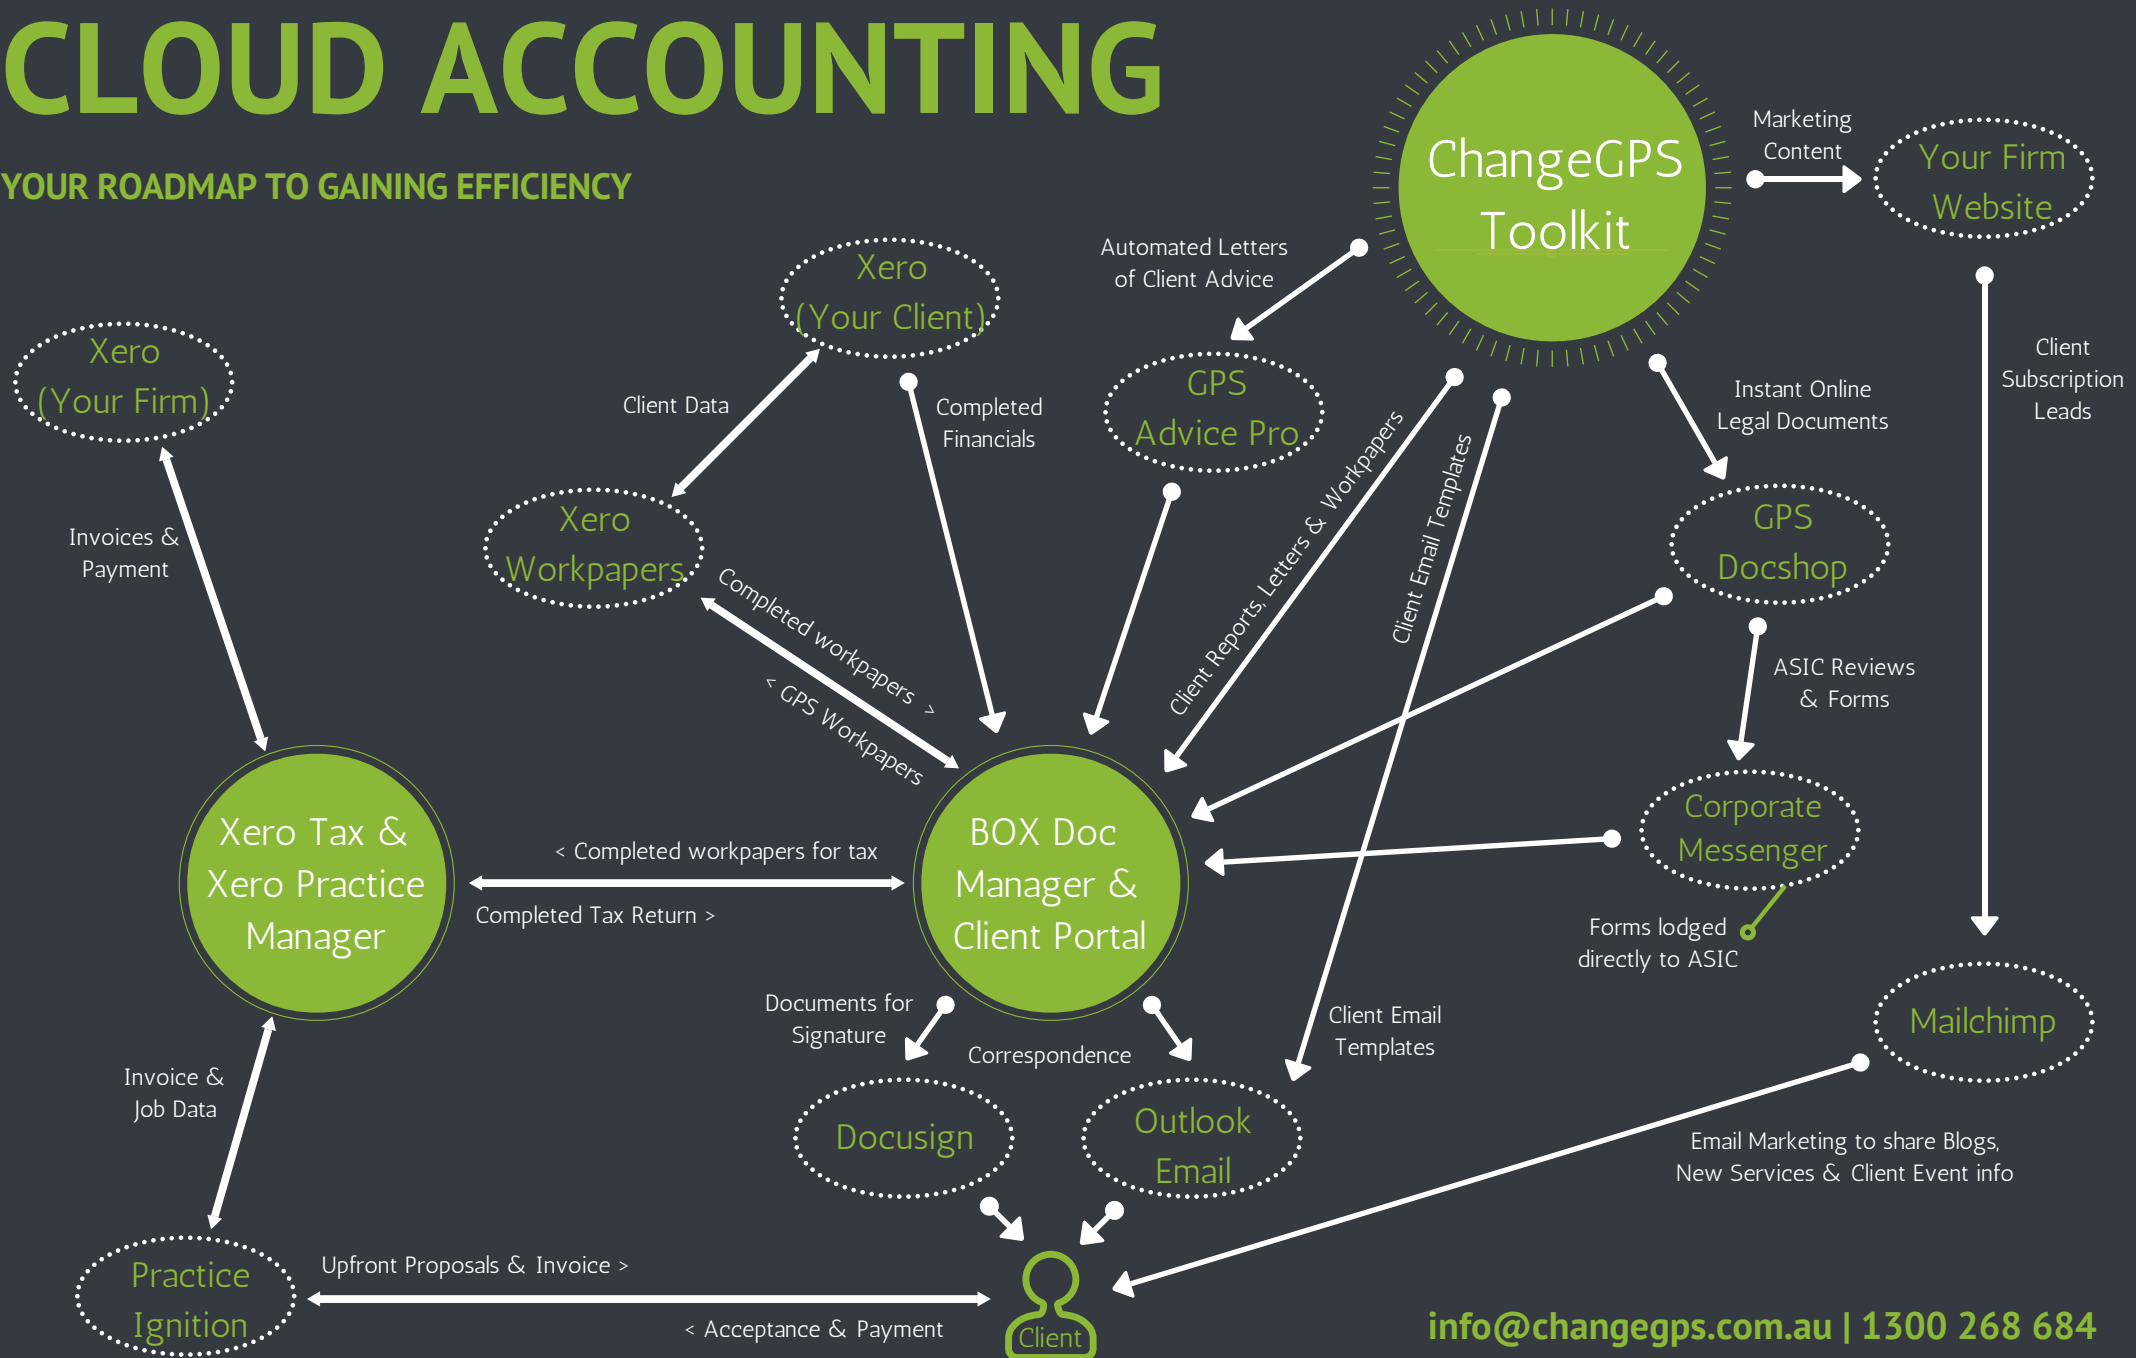 CLOUD ACCOUNTING
YOUR ROADMAP TO GAINING EFFICIENCY
ChangeGPS
Toolkit
Marketing
Content
Your Firm
Website
Automated Letters
of Client Advice
Xero
(Your Client)
Xero
(Your Firm)
Client Data
Completed
Financials
GPS
Advice Pro
Instant Online
Legal Documents
Client
Subscription
Leads
Client Reports, Letters & Workpapers
Client Email Templates
Xero
Workpapers
GPS
Docshop
Invoices &
Payment
Completed workpapers >
< GPS Workpapers
ASIC Reviews
& Forms
Corporate
Messenger
Forms lodged
directly to ASIC
Xero Tax &
Xero Practice
Manager
< Completed workpapers for tax
Completed Tax Return >
BOX Doc
Manager &
Client Portal
Documents for
Signature
Correspondence
Client Email
Templates
Mailchimp
Invoice &
Job Data
Docusign
Outlook
Email
Email Marketing to share Blogs,
New Services & Client Event info
Practice
Ignition
Upfront Proposals & Invoice >
< Acceptance & Payment
Client
info@changegps.com.au | 1300 268 684